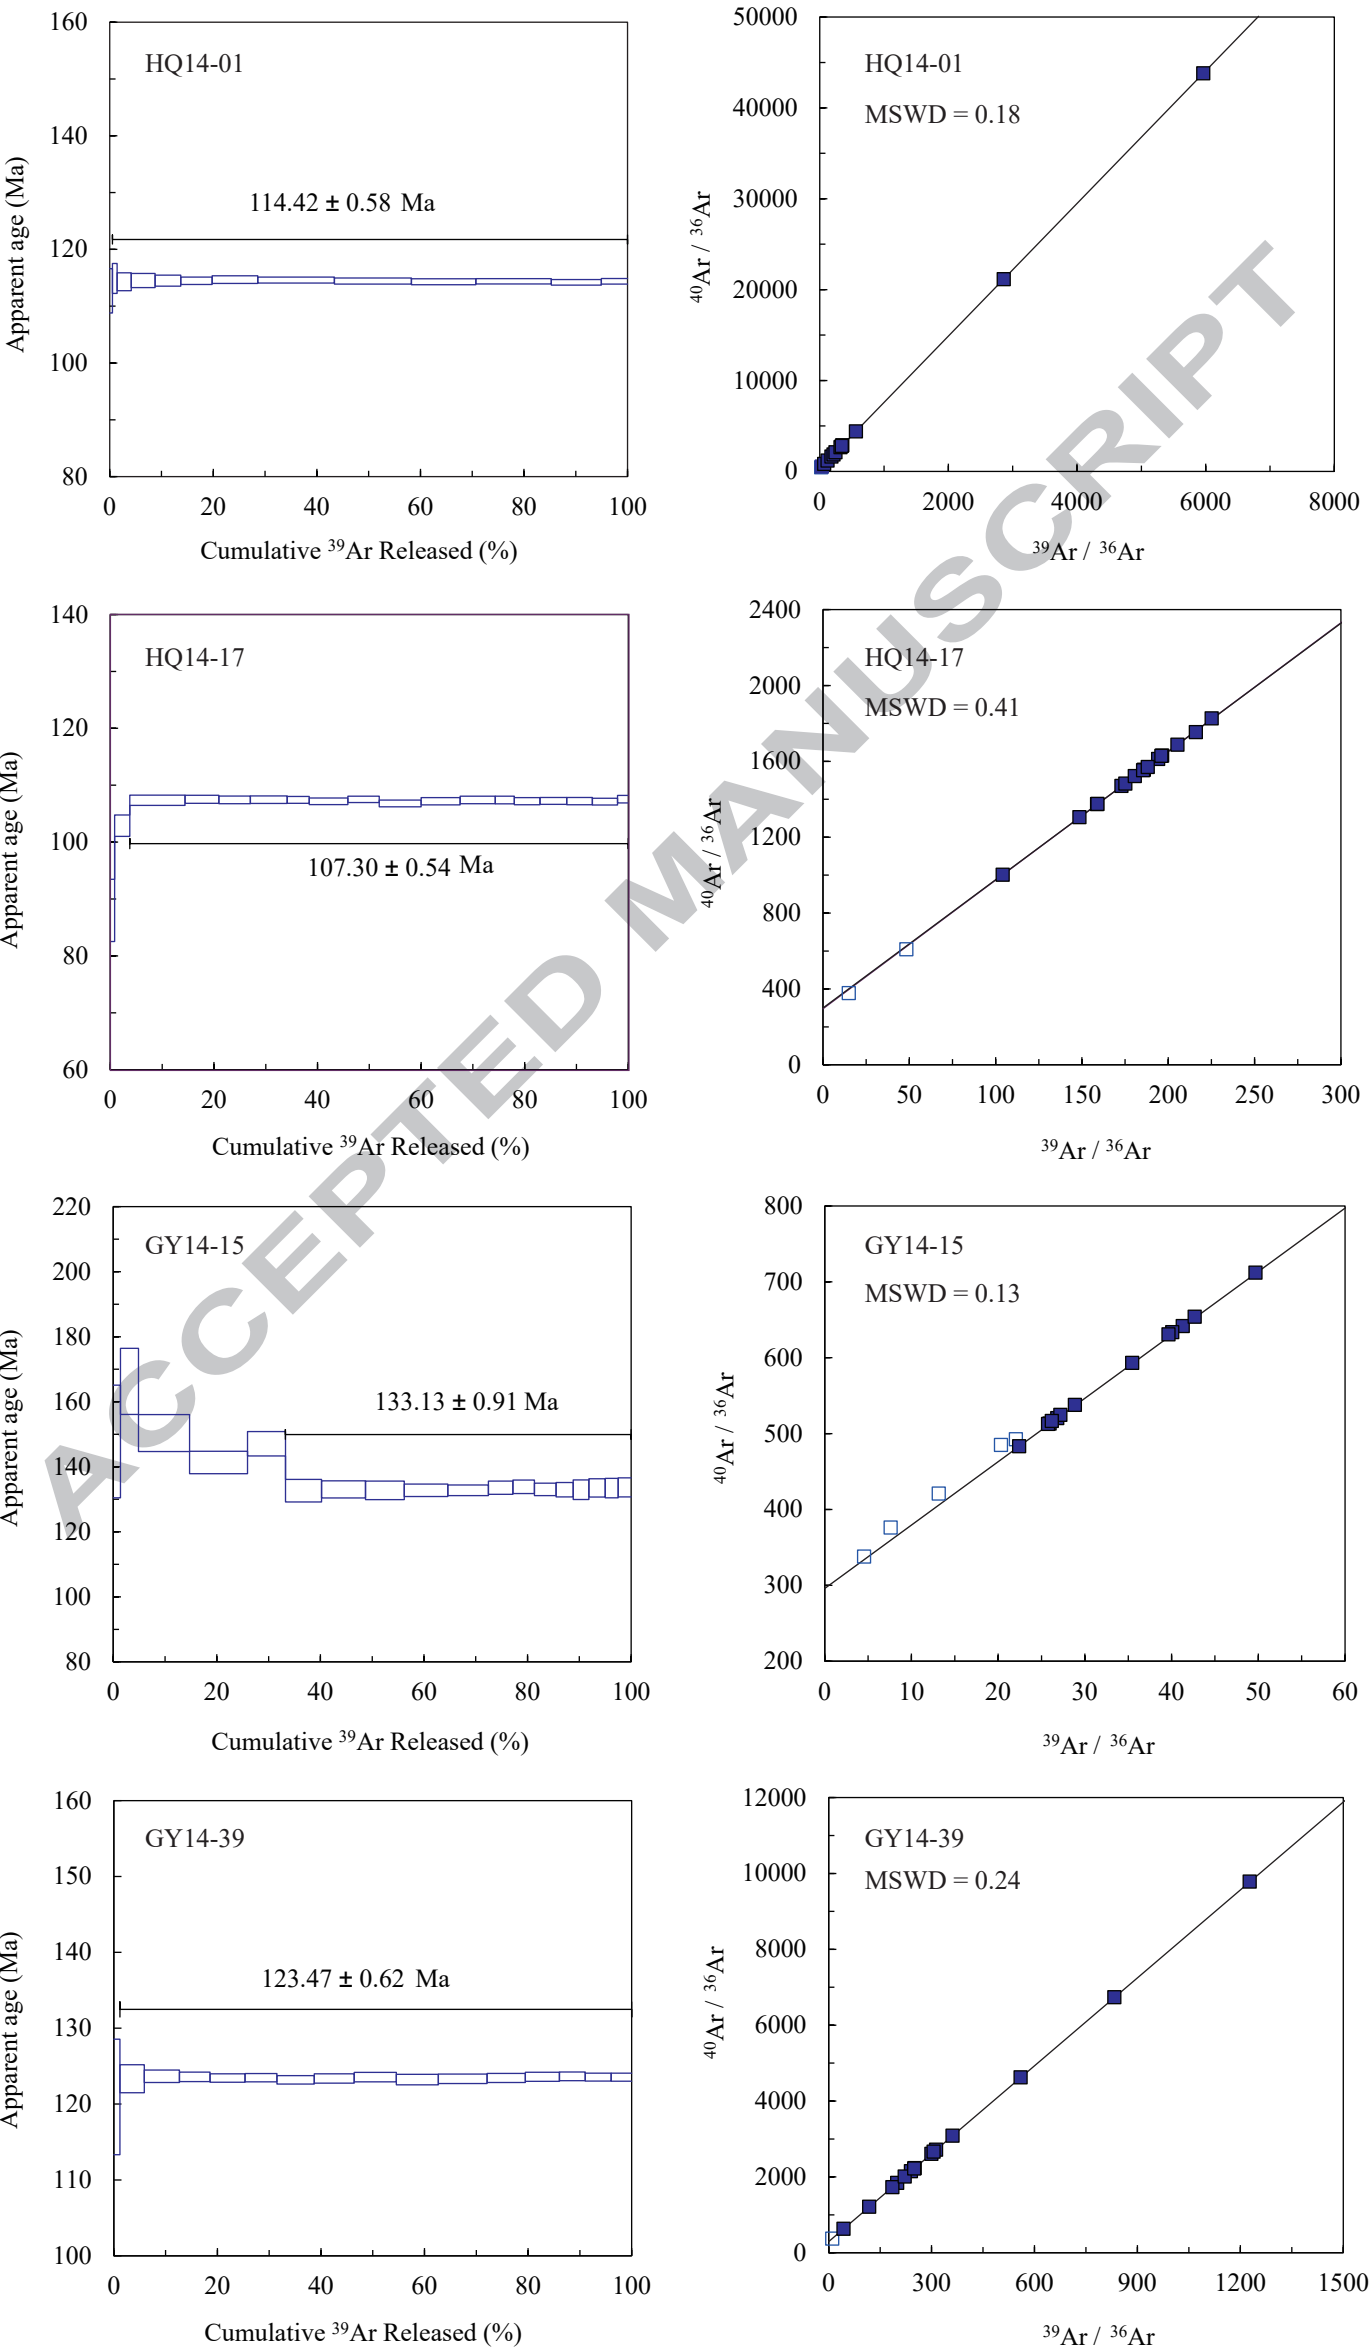 160
140
120
100
80
Apparent age (Ma)
HQ14-01
114.42 ± 0.58 Ma
0 20 40 60 80 100
Cumulative ³⁹Ar Released (%)
50000
40000
30000
20000
10000
0
⁴⁰Ar / ³⁶Ar
HQ14-01
MSWD = 0.18
0 2000 4000 6000 8000
³⁹Ar / ³⁶Ar
140
120
100
80
60
Apparent age (Ma)
HQ14-17
107.30 ± 0.54 Ma
0 20 40 60 80 100
Cumulative ³⁹Ar Released (%)
2400
2000
1600
1200
800
400
0
⁴⁰Ar / ³⁶Ar
HQ14-17
MSWD = 0.41
0 50 100 150 200 250 300
³⁹Ar / ³⁶Ar
220
200
180
160
140
120
100
80
Apparent age (Ma)
GY14-15
133.13 ± 0.91 Ma
0 20 40 60 80 100
Cumulative ³⁹Ar Released (%)
800
700
600
500
400
300
200
⁴⁰Ar / ³⁶Ar
GY14-15
MSWD = 0.13
0 10 20 30 40 50 60
³⁹Ar / ³⁶Ar
160
150
140
130
120
110
100
Apparent age (Ma)
GY14-39
123.47 ± 0.62 Ma
0 20 40 60 80 100
Cumulative ³⁹Ar Released (%)
12000
10000
8000
6000
4000
2000
0
⁴⁰Ar / ³⁶Ar
GY14-39
MSWD = 0.24
0 300 600 900 1200 1500
³⁹Ar / ³⁶Ar
ACCEPTED MANUSCRIPT